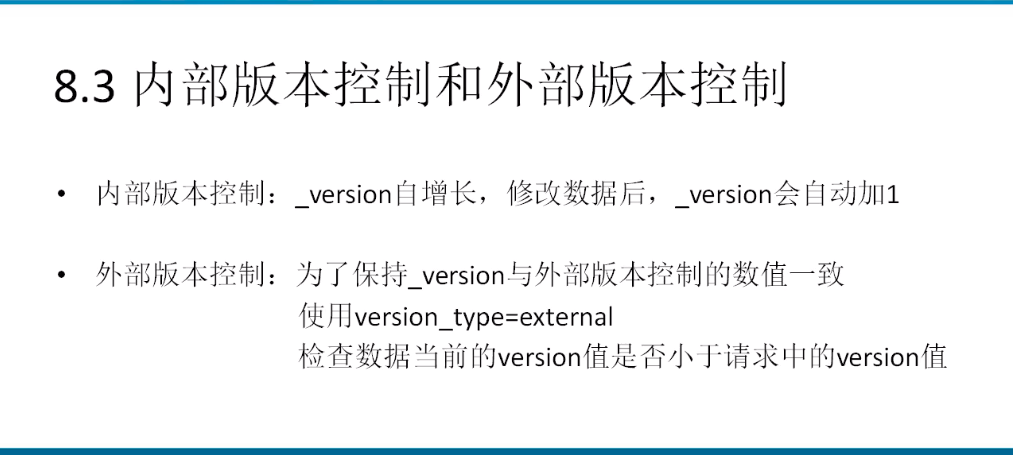 8.3 内部版本控制和外部版本控制
• 内部版本控制：_version自增长，修改数据后，_version会自动加1
• 外部版本控制：为了保持_version与外部版本控制的数值一致
使用version_type=external
检查数据当前的version值是否小于请求中的version值